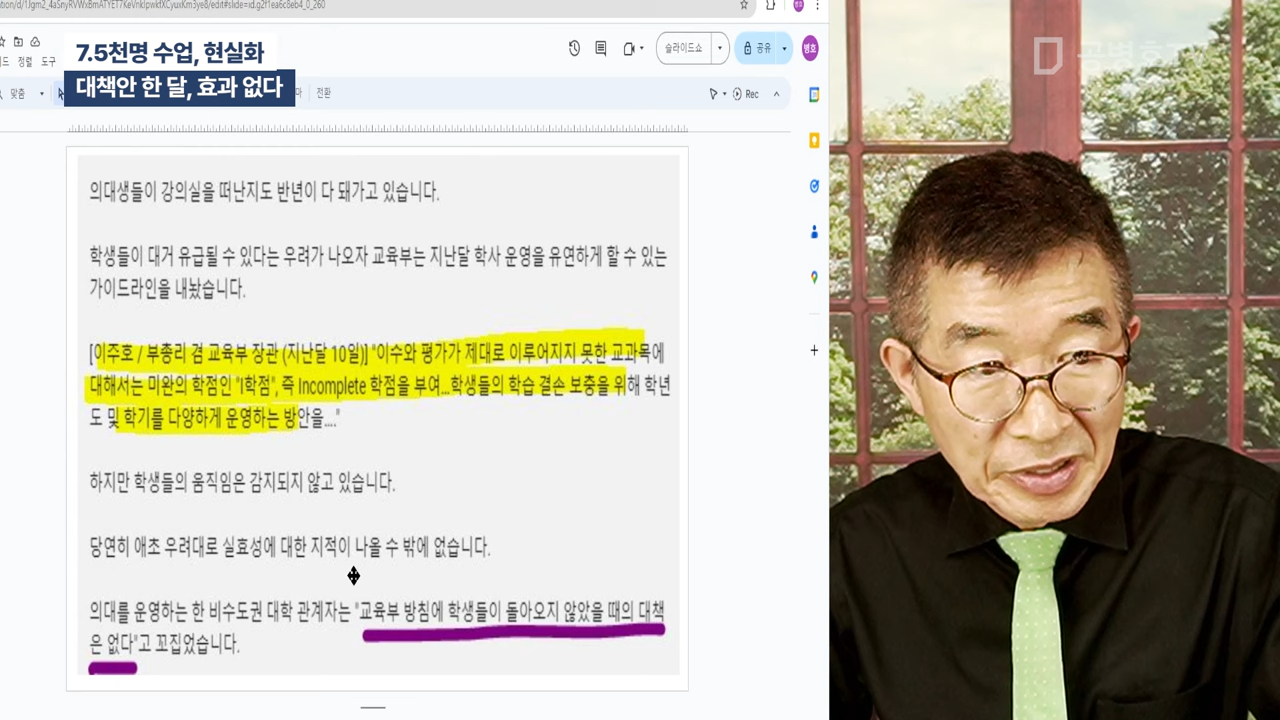 7.5천명 수업, 현실화
대책안 한 달, 효과 없다
정렬 도구
슬라이드쇼
공유
병호
맞춤
전환
Rec
의대생들이 강의실을 떠난지도 반년이 다 돼가고 있습니다.
학생들이 대거 유급될 수 있다는 우려가 나오자 교육부는 지난달 학사 운영을 유연하게 할 수 있는
가이드라인을 내놨습니다.
[이주호 / 부총리 겸 교육부 장관 (지난달 10일)] "이수와 평가가 제대로 이루어지지 못한 교과목에
대해서는 미완의 학점인 "I학점", 즉 Incomplete 학점을 부여...학생들의 학습 결손 보충을 위해 학년
도 및 학기를 다양하게 운영하는 방안을...."
하지만 학생들의 움직임은 감지되지 않고 있습니다.
당연히 애초 우려대로 실효성에 대한 지적이 나올 수 밖에 없습니다.
의대를 운영하는 한 비수도권 대학 관계자는 "교육부 방침에 학생들이 돌아오지 않았을 때의 대책
은 없다"고 꼬집었습니다.